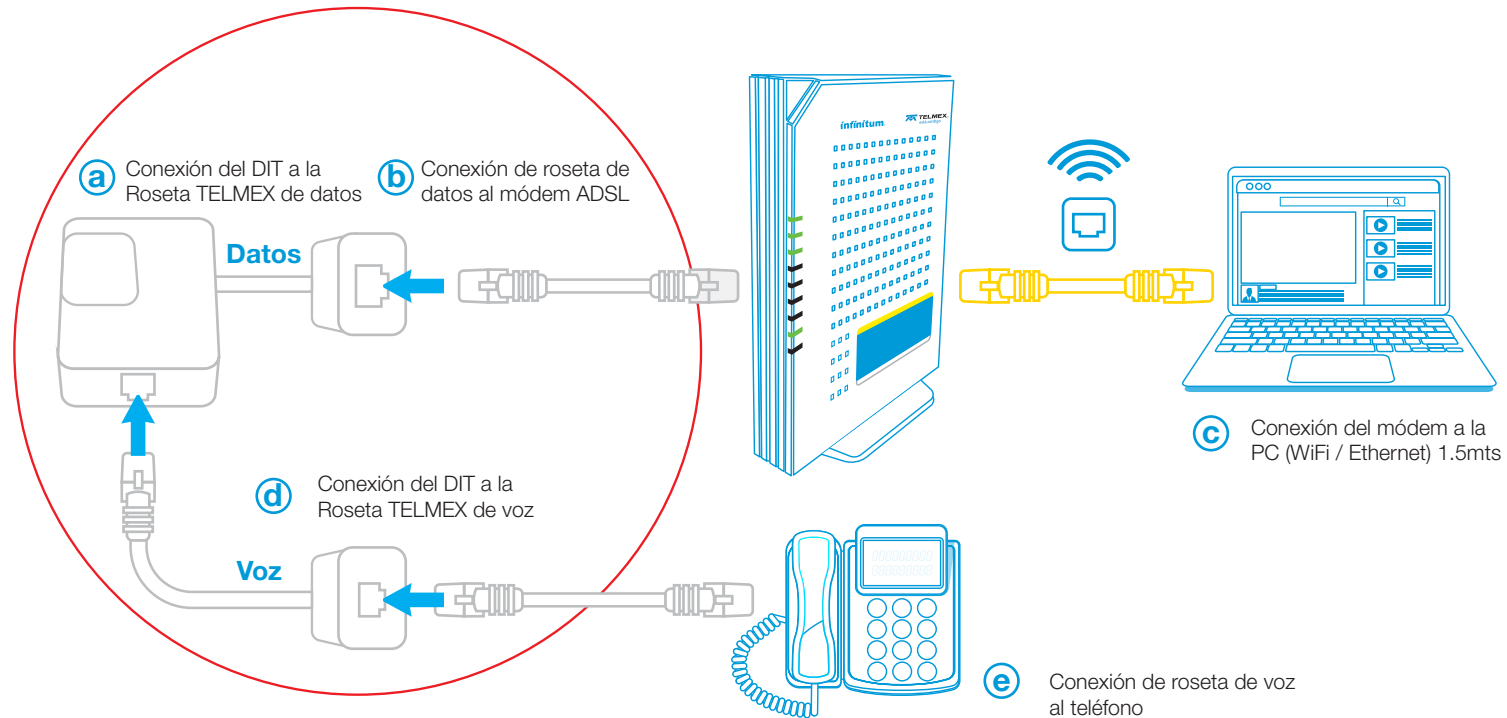 a
Conexión del DIT a la
Roseta TELMEX de datos
b
Conexión de roseta de
datos al módem ADSL
Datos
infinitum
TELMEX
c
Conexión del módem a la
PC (WiFi / Ethernet) 1.5mts
d
Conexión del DIT a la
Roseta TELMEX de voz
Voz
e
Conexión de roseta de voz
al teléfono